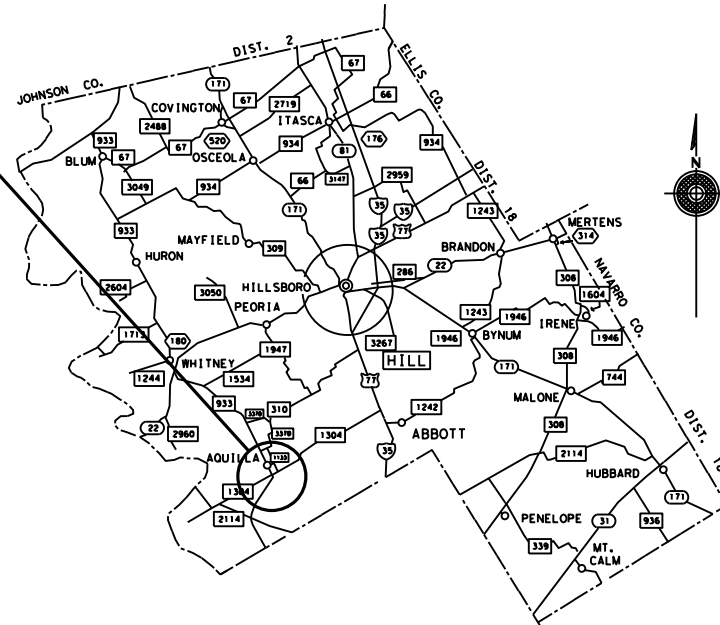 DIST. 2
JOHNSON CO.
ELLIS CO.
67
171
67
2719
66
COVINGTON
ITASCA
2488
520
176
933
67
67
934
934
BLUM
OSCEOLA
81
3049
934
66
3147
2959
DIST. 18
171
35
35
1243
933
35
77
MERTENS
MAYFIELD
309
BRANDON
314
N
HURON
22
286
306
NAVARRO CO.
2604
3050
HILLSBORO
1604
PEORIA
1243
1946
IRENE
180
1946
BYNUM
1946
1947
3267
HILL
WHITNEY
171
308
1244
1534
77
744
933
310
MALONE
3370
1242
22
2960
3370
1304
ABBOTT
308
DIST. 18
AQUILLA
1133
35
2114
HUBBARD
1304
171
2114
PENELOPE
31
936
339
MT.
CALM